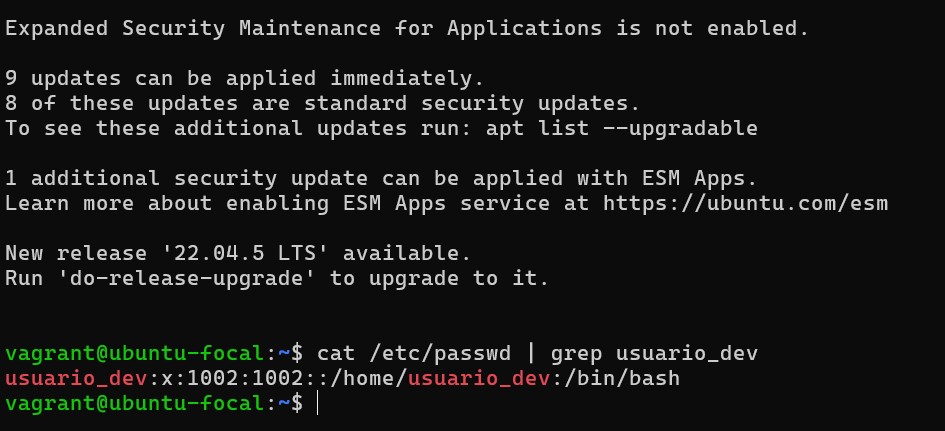 Expanded Security Maintenance for Applications is not enabled.
9 updates can be applied immediately.
8 of these updates are standard security updates.
To see these additional updates run: apt list --upgradable
1 additional security update can be applied with ESM Apps.
Learn more about enabling ESM Apps service at https://ubuntu.com/esm
New release '22.04.5 LTS' available.
Run 'do-release-upgrade' to upgrade to it.
vagrant@ubuntu-focal:~$ cat /etc/passwd | grep usuario_dev
usuario_dev:x:1002:1002::/home/usuario_dev:/bin/bash
vagrant@ubuntu-focal:~$